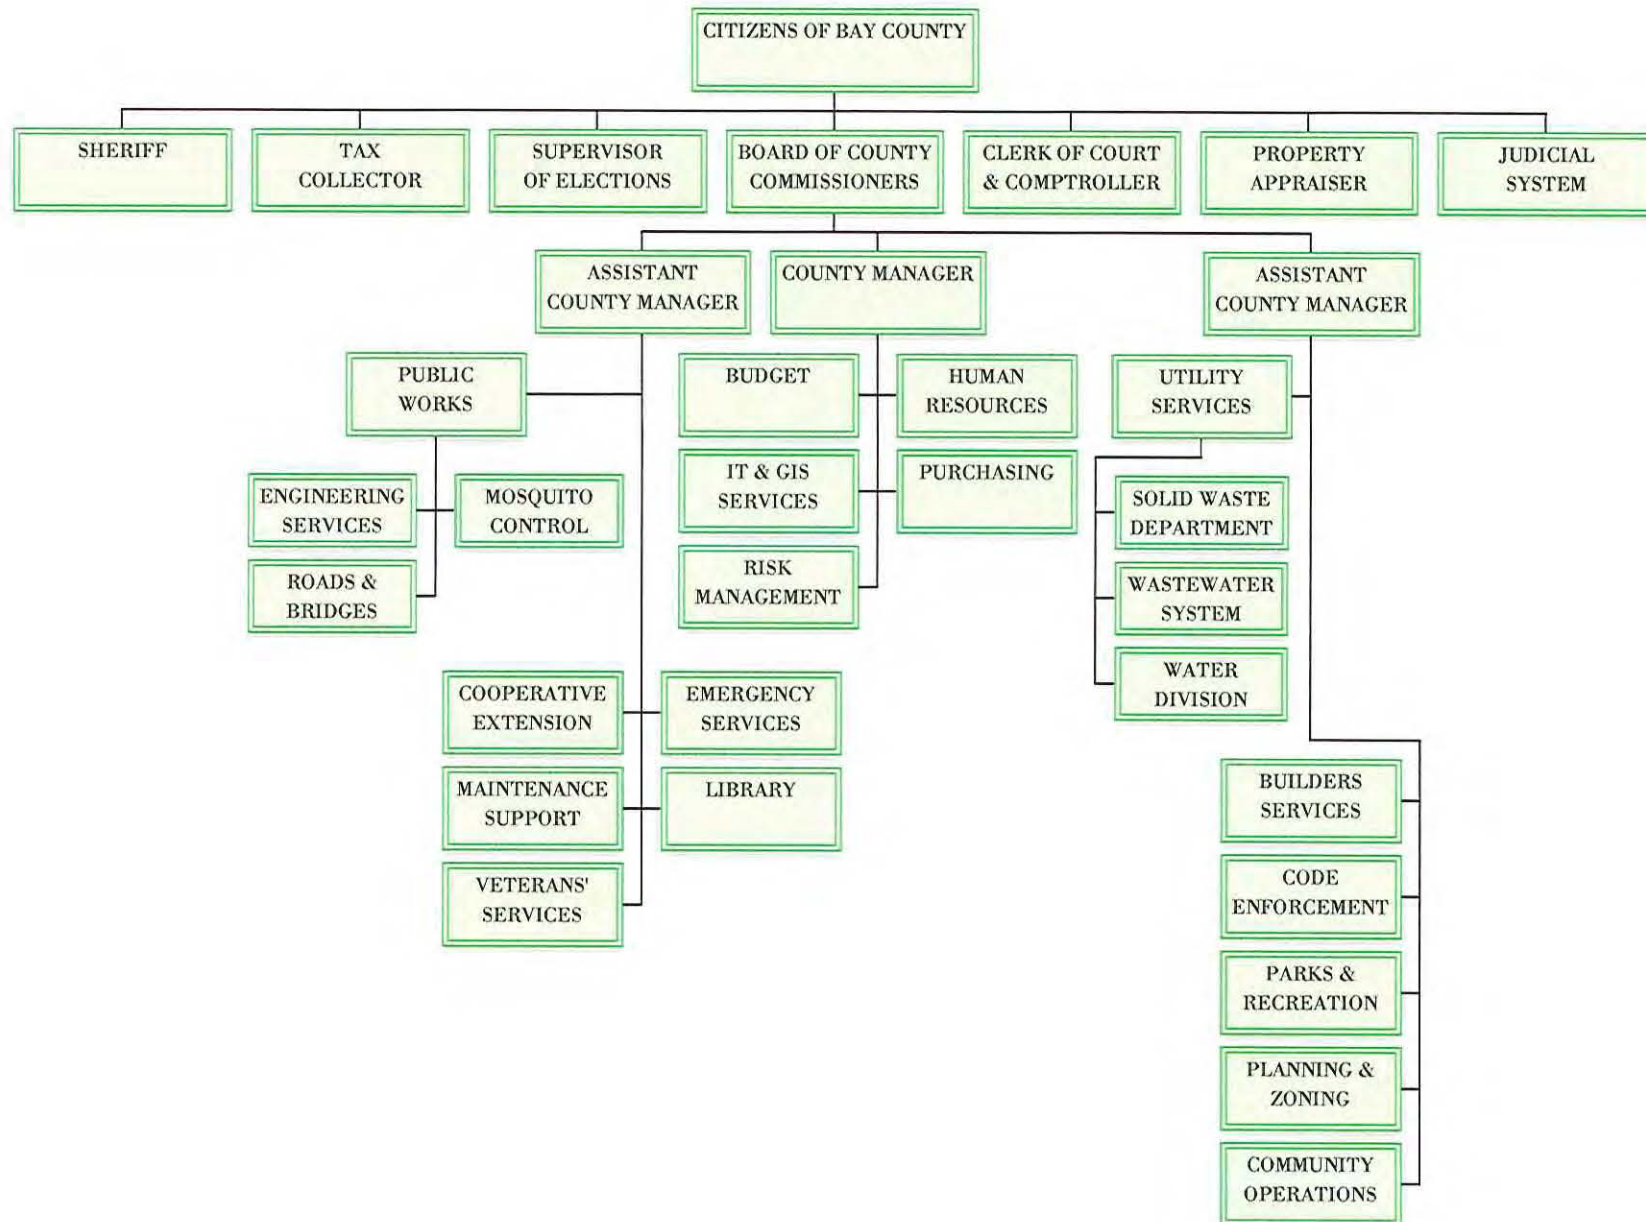 CITIZENS OF BAY COUNTY
SHERIFF
TAX
COLLECTOR
SUPERVISOR
OF ELECTIONS
BOARD OF COUNTY
COMMISSIONERS
CLERK OF COURT
& COMPTROLLER
PROPERTY
APPRAISER
JUDICIAL
SYSTEM
ASSISTANT
COUNTY MANAGER
COUNTY MANAGER
ASSISTANT
COUNTY MANAGER
PUBLIC
WORKS
BUDGET
HUMAN
RESOURCES
UTILITY
SERVICES
ENGINEERING
SERVICES
MOSQUITO
CONTROL
IT & GIS
SERVICES
PURCHASING
SOLID WASTE
DEPARTMENT
ROADS &
BRIDGES
RISK
MANAGEMENT
WASTEWATER
SYSTEM
WATER
DIVISION
COOPERATIVE
EXTENSION
EMERGENCY
SERVICES
MAINTENANCE
SUPPORT
LIBRARY
VETERANS'
SERVICES
BUILDERS
SERVICES
CODE
ENFORCEMENT
PARKS &
RECREATION
PLANNING &
ZONING
COMMUNITY
OPERATIONS